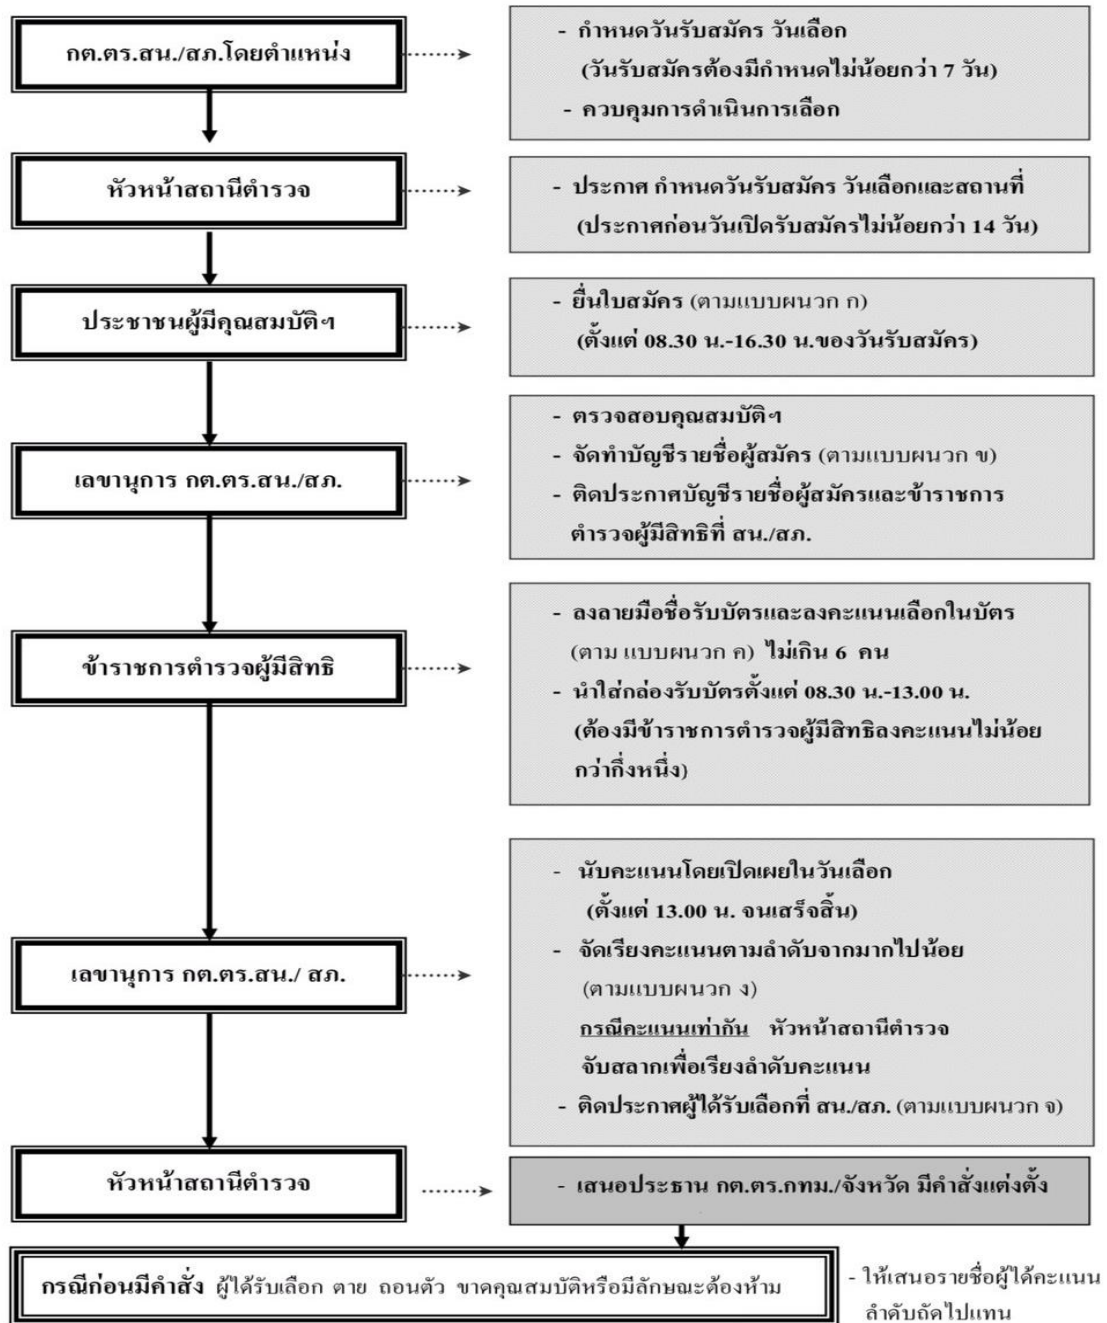 กต.ตร.สน./สภ.โดยตำแหน่ง
- กำหนดวันรับสมัคร วันเลือก
(วันรับสมัครต้องมีกำหนดไม่น้อยกว่า 7 วัน)
- ควบคุมการดำเนินการเลือก
หัวหน้าสถานีตำรวจ
- ประกาศ กำหนดวันรับสมัคร วันเลือกและสถานที่
(ประกาศก่อนวันเปิดรับสมัครไม่น้อยกว่า 14 วัน)
ประชาชนผู้มีคุณสมบัติฯ
- ยื่นใบสมัคร (ตามแบบผนวก ก)
(ตั้งแต่ 08.30 น.-16.30 น.ของวันรับสมัคร)
เลขานุการ กต.ตร.สน./สภ.
- ตรวจสอบคุณสมบัติฯ
- จัดทำบัญชีรายชื่อผู้สมัคร (ตามแบบผนวก ข)
- ติดประกาศบัญชีรายชื่อผู้สมัครและข้าราชการ
ตำรวจผู้มีสิทธิที่ สน./สภ.
ข้าราชการตำรวจผู้มีสิทธิ
- ลงลายมือชื่อรับบัตรและลงคะแนนเลือกในบัตร
(ตาม แบบผนวก ค) ไม่เกิน 6 คน
- นำใส่กล่องรับบัตรตั้งแต่ 08.30 น.-13.00 น.
(ต้องมีข้าราชการตำรวจผู้มีสิทธิลงคะแนนไม่น้อย
กว่ากึ่งหนึ่ง)
เลขานุการ กต.ตร.สน./ สภ.
- นับคะแนนโดยเปิดเผยในวันเลือก
(ตั้งแต่ 13.00 น. จนเสร็จสิ้น)
- จัดเรียงคะแนนตามลำดับจากมากไปน้อย
(ตามแบบผนวก ง)
กรณีคะแนนเท่ากัน หัวหน้าสถานีตำรวจ
จับสลากเพื่อเรียงลำดับคะแนน
- ติดประกาศผู้ได้รับเลือกที่ สน./สภ. (ตามแบบผนวก จ)
หัวหน้าสถานีตำรวจ
- เสนอประธาน กต.ตร.กทม./จังหวัด มีคำสั่งแต่งตั้ง
กรณีก่อนมีคำสั่ง ผู้ได้รับเลือก ตาย ถอนตัว ขาดคุณสมบัติหรือมีลักษณะต้องห้าม
- ให้เสนอรายชื่อผู้ได้คะแนน
ลำดับถัดไปแทน